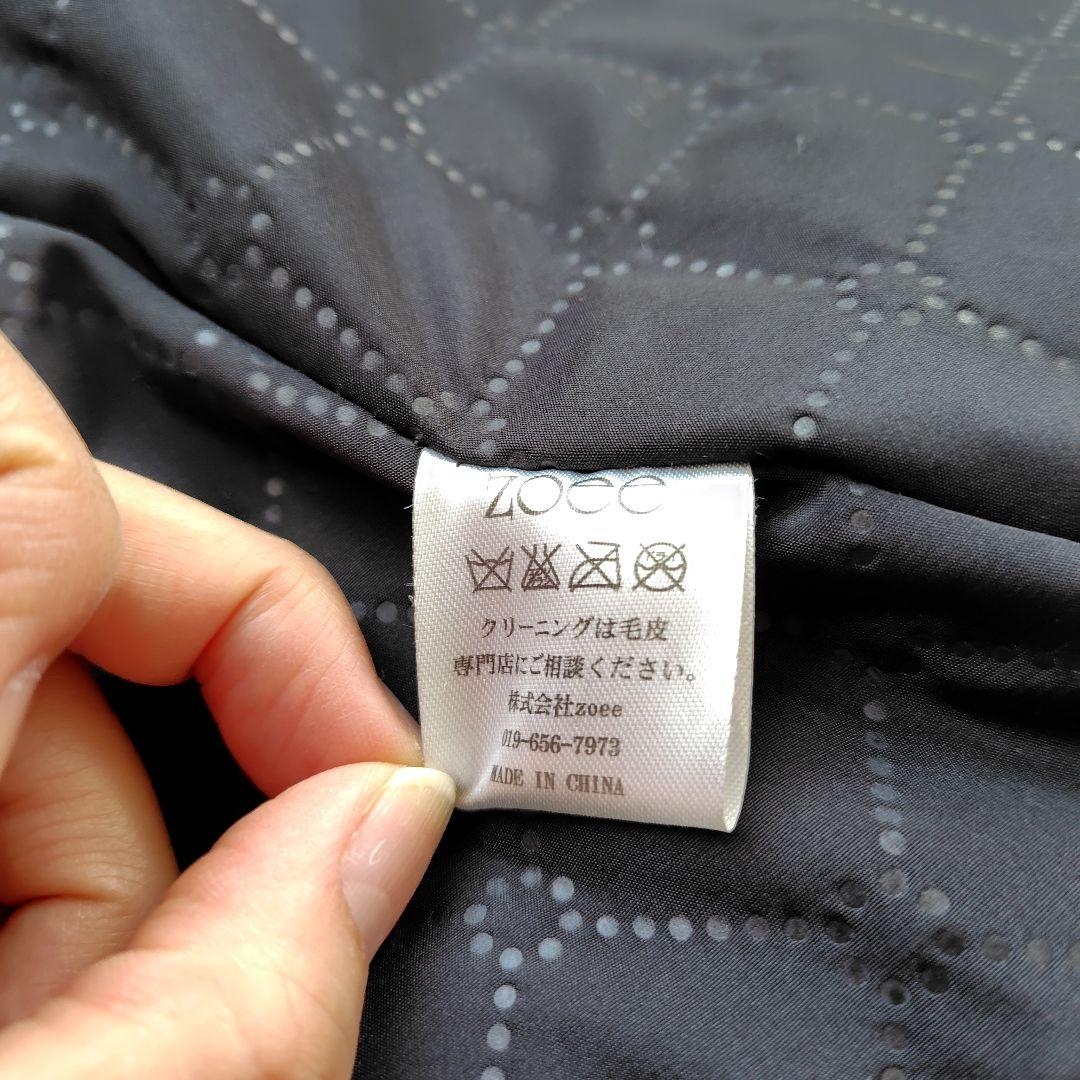 zoee
クリーニングは毛皮
専門店にご相談ください。
株式会社zoee
019-656-7973
MADE IN CHINA